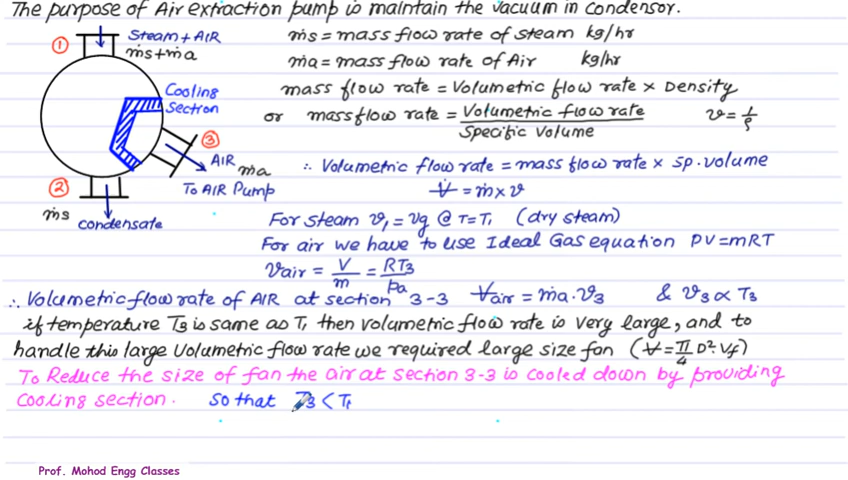 The purpose of Air extraction pump is maintain the vacuum in Condensor.
① Steam + AIR
ṁs + ṁa
ṁs = mass flow rate of steam kg/hr
ṁa = mass flow rate of Air kg/hr
Cooling
Section
mass flow rate = Volumetric flow rate × Density
or mass flow rate = Volumetric flow rate / Specific Volume v = 1/ρ
③
AIR ṁa
To AIR Pump
②
ṁs
Condensate
∴ Volumetric flow rate = mass flow rate × sp. volume
V̶̇ = ṁ × v
For steam v₁ = vg @ T = T₁ (dry steam)
For air we have to use Ideal Gas equation PV = mRT
vair = V/m = RT₃/pa
∴ Volumetric flow rate of AIR at section 3-3 V̶air = ṁa · v₃ & v₃ ∝ T₃
if temperature T₃ is same as T₁ then volumetric flow rate is very large, and to
handle this large Volumetric flow rate we required large size fan (V̶ = π/4 D² · Vf)
To Reduce the size of fan the air at section 3-3 is cooled down by providing
cooling section. So that T₃ < T₁
Prof. Mohod Engg Classes